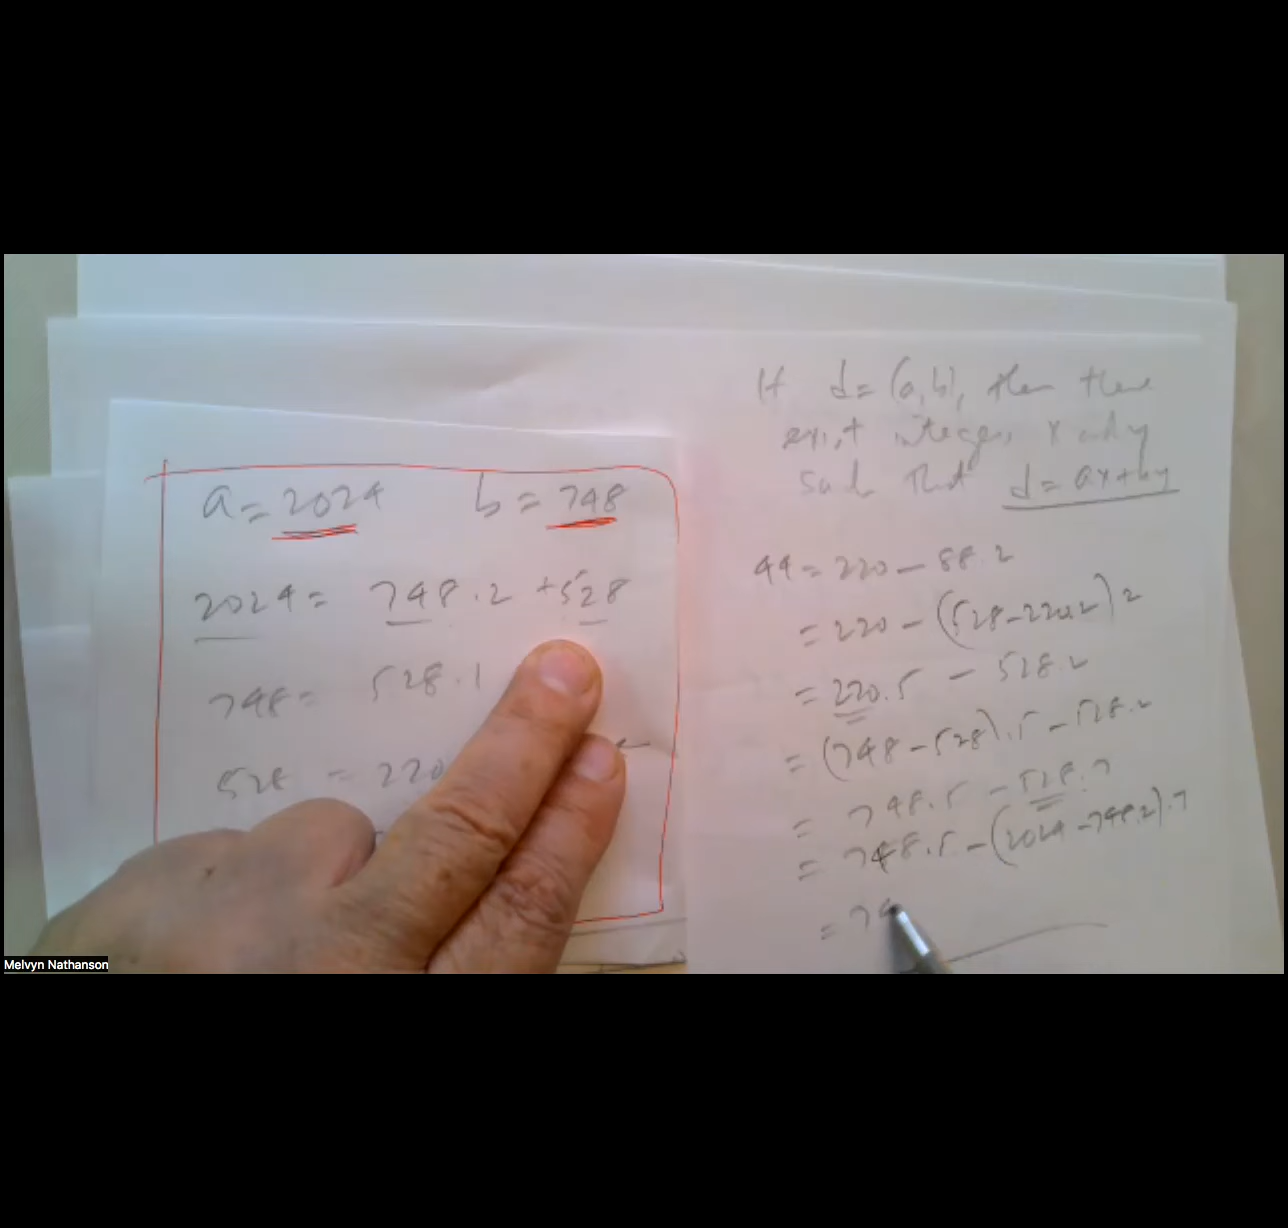 a = 2024 b = 748
2024 = 748.2 + 528
748 = 528.1
528 = 220
If d = (a, b), then there
exist integers x and y
such that d = ax + by
44 = 220 - 88.2
= 220 - (528 - 220.2) 2
= 220.5 - 528.2
= (748 - 528).5 - 528.2
= 748.5 - 528.7
= 748.5 - (2024 - 748.2).7
= 74
Melvyn Nathanson